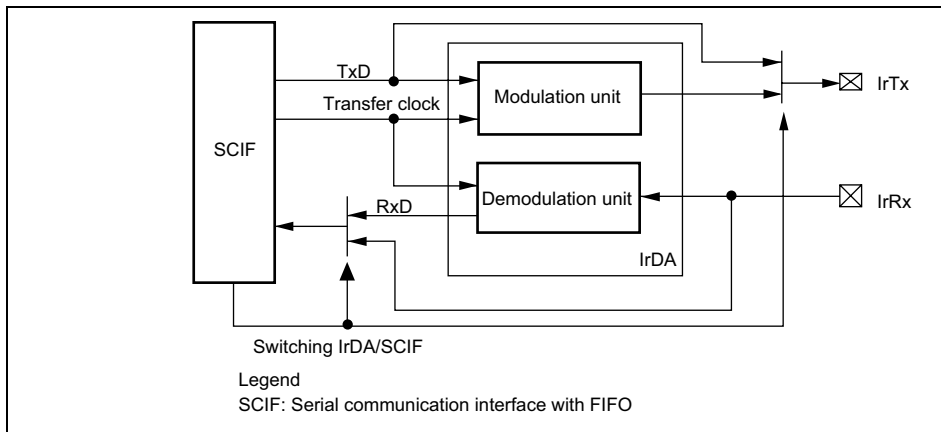 TxD
IrTx
Modulation unit
Transfer clock
SCIF
Demodulation unit
IrRx
RxD
IrDA
Switching IrDA/SCIF
Legend
SCIF: Serial communication interface with FIFO